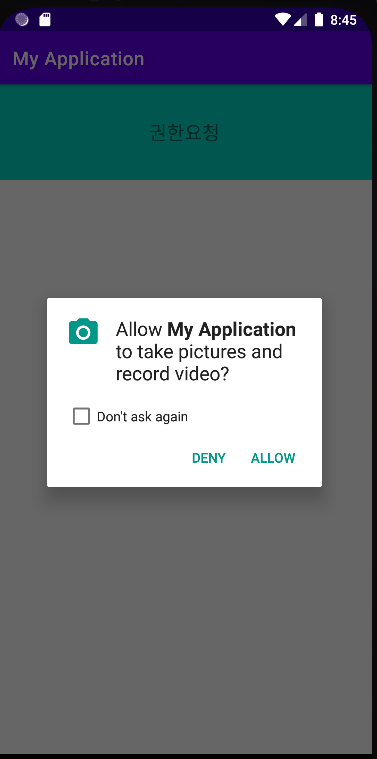 8:45
My Application
권한요청
Allow My Application
to take pictures and
record video?
Don't ask again
DENY ALLOW